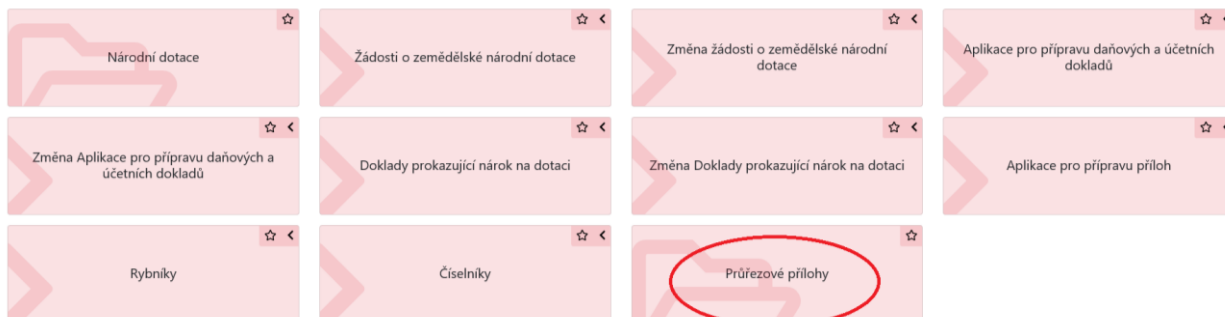 Národní dotace
Žádosti o zemědělské národní dotace
Změna žádosti o zemědělské národní
dotace
Aplikace pro přípravu daňových a účetních
dokladů
Změna Aplikace pro přípravu daňových a
účetních dokladů
Doklady prokazující nárok na dotaci
Změna Doklady prokazující nárok na dotaci
Aplikace pro přípravu příloh
Rybníky
Číselníky
Průřezové přílohy